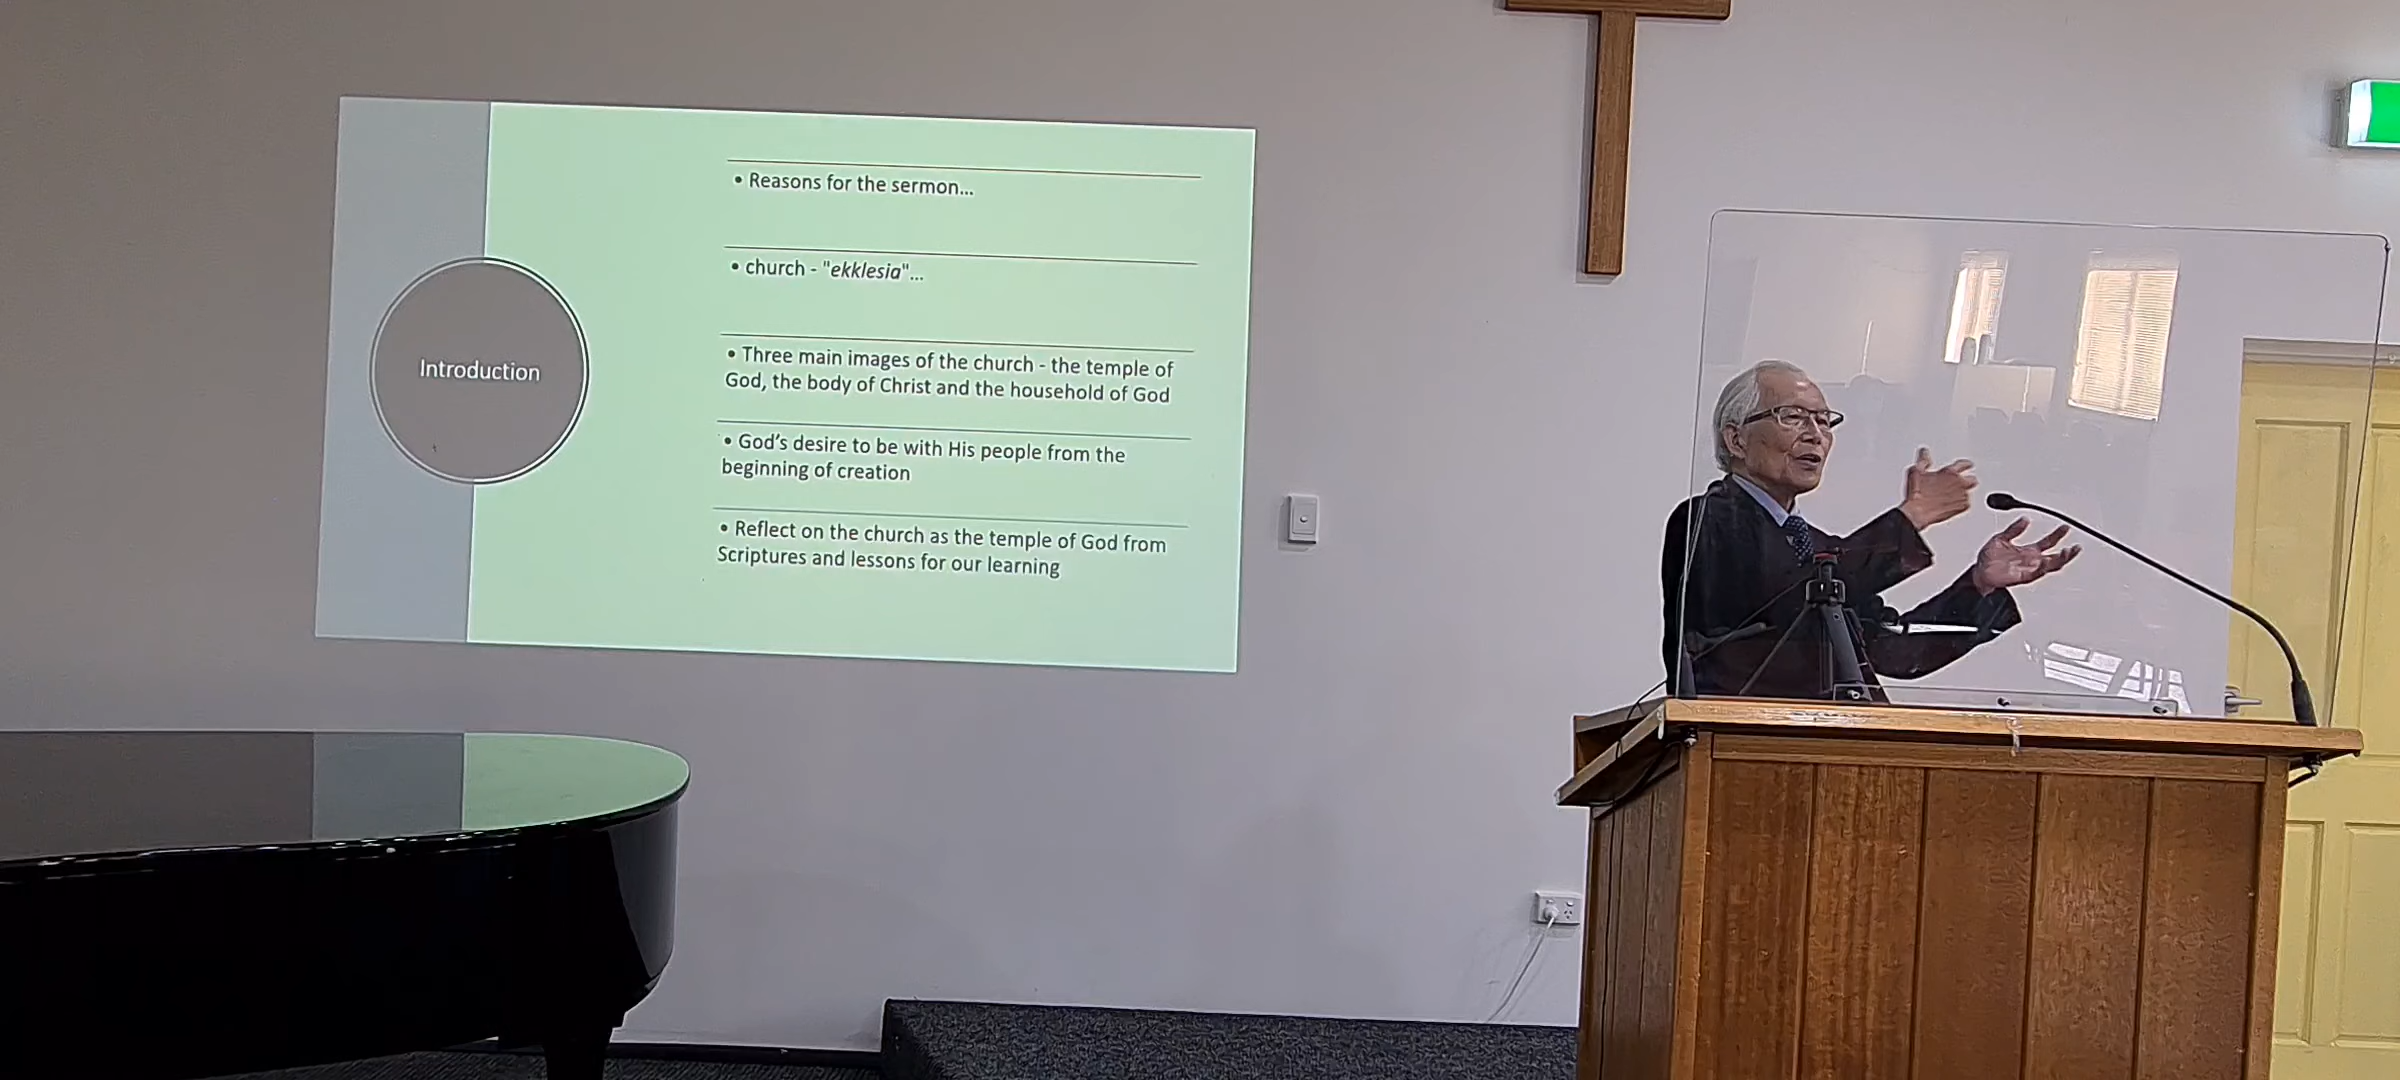 Introduction
• Reasons for the sermon...
• church - "ekklesia"...
• Three main images of the church - the temple of
God, the body of Christ and the household of God
• God's desire to be with His people from the
beginning of creation
• Reflect on the church as the temple of God from
Scriptures and lessons for our learning